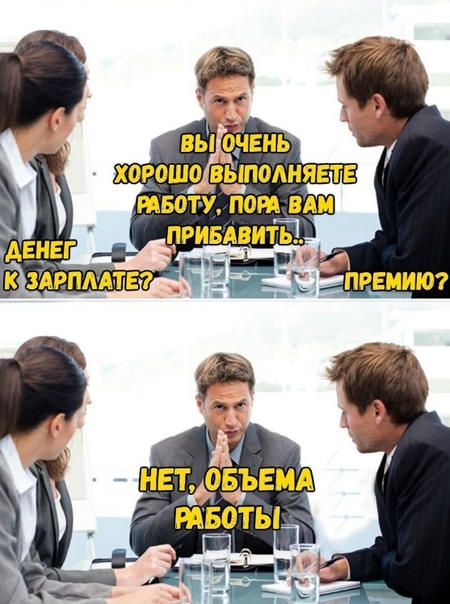 ВЫ ОЧЕНЬ
ХОРОШО ВЫПОЛНЯЕТЕ
РАБОТУ, ПОРА ВАМ
ПРИБАВИТЬ..
ДЕНЕГ
К ЗАРПЛАТЕ?
ПРЕМИЮ?
НЕТ, ОБЪЕМА
РАБОТЫ